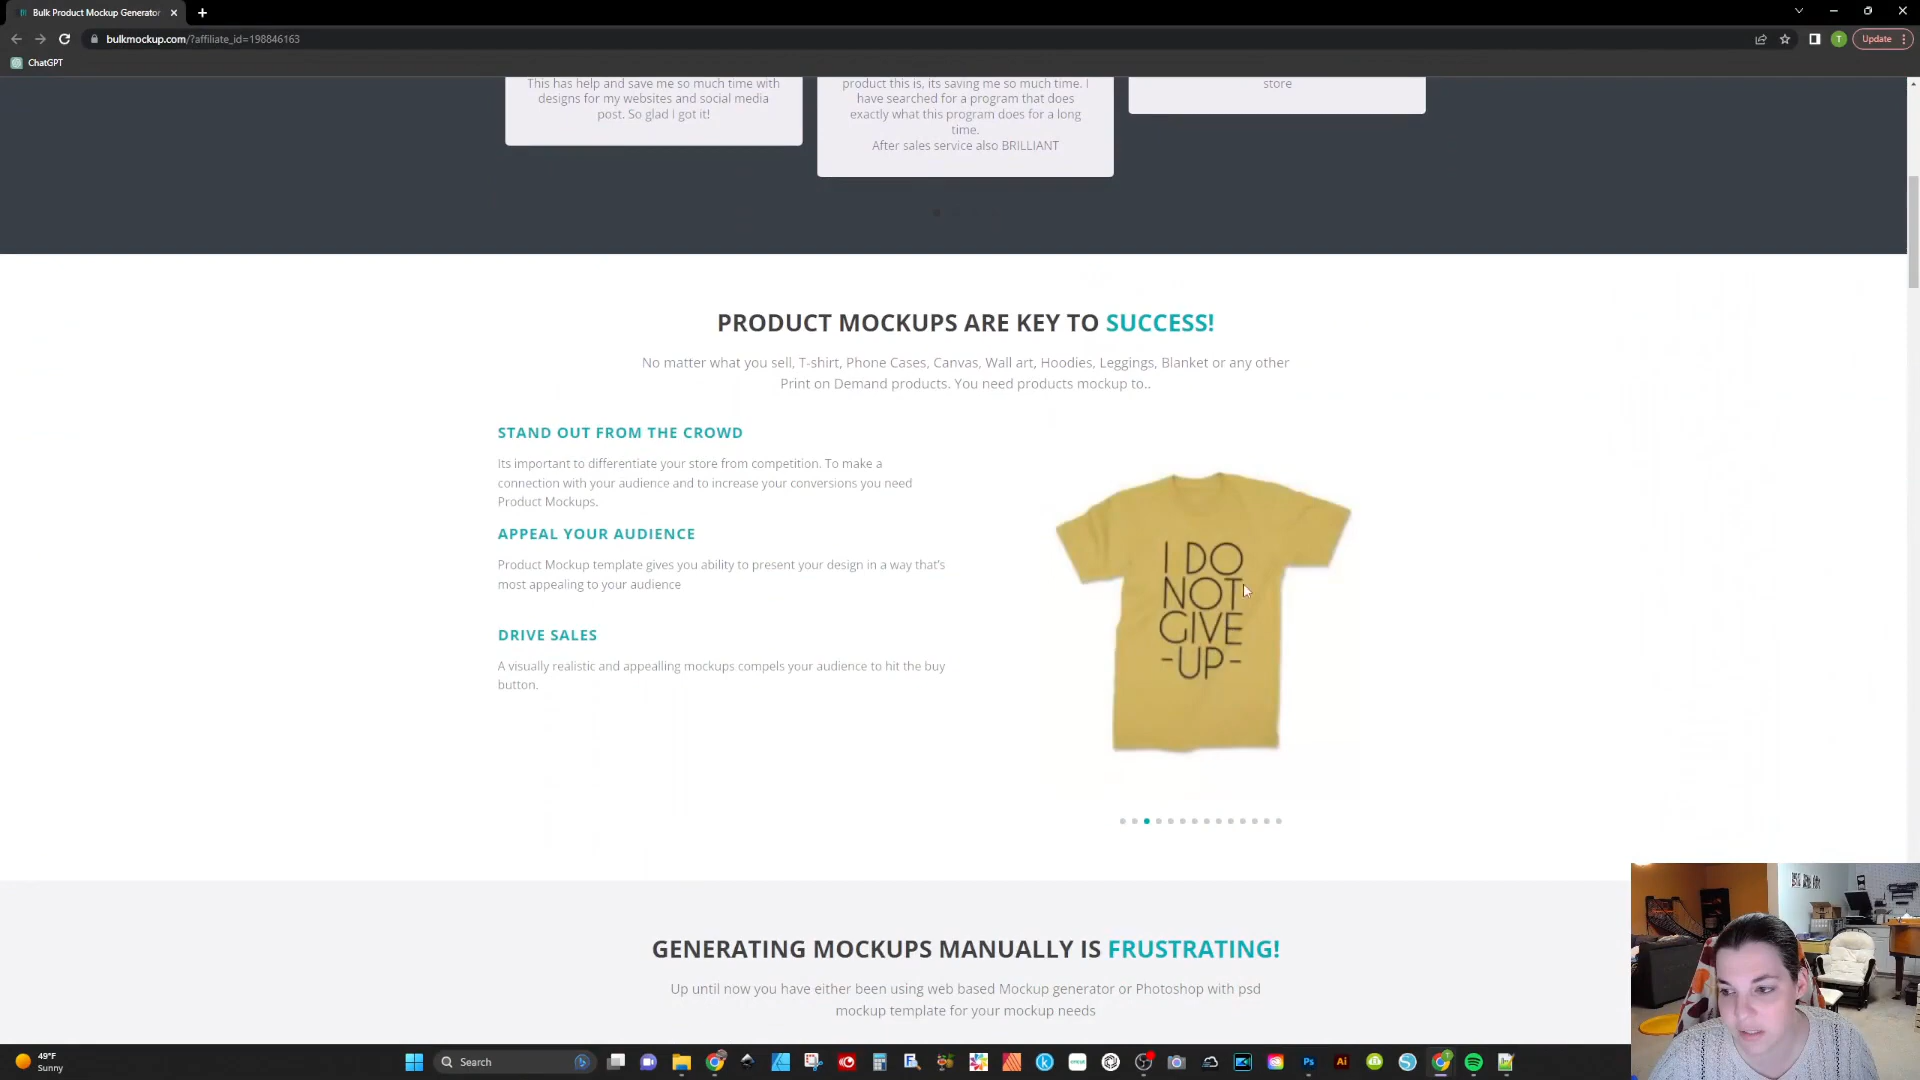 Bulk Product Mockup Generator
bulkmockup.com/?affiliate_id=198846163
T
Update
ChatGPT
This has help and save me so much time with
designs for my websites and social media
post. So glad I got it!
product this is, its saving me so much time. I
have searched for a program that does
exactly what this program does for a long
time.
After sales service also BRILLIANT
store
PRODUCT MOCKUPS ARE KEY TO SUCCESS!
No matter what you sell, T-shirt, Phone Cases, Canvas, Wall art, Hoodies, Leggings, Blanket or any other
Print on Demand products. You need products mockup to..
STAND OUT FROM THE CROWD
Its important to differentiate your store from competition. To make a
connection with your audience and to increase your conversions you need
Product Mockups.
APPEAL YOUR AUDIENCE
Product Mockup template gives you ability to present your design in a way that's
most appealing to your audience
DRIVE SALES
A visually realistic and appealling mockups compels your audience to hit the buy
button.
I DO
NOT
GIVE
-UP-
GENERATING MOCKUPS MANUALLY IS FRUSTRATING!
Up until now you have either been using web based Mockup generator or Photoshop with psd
mockup template for your mockup needs
49°F
Sunny
Search
Ps
Ai